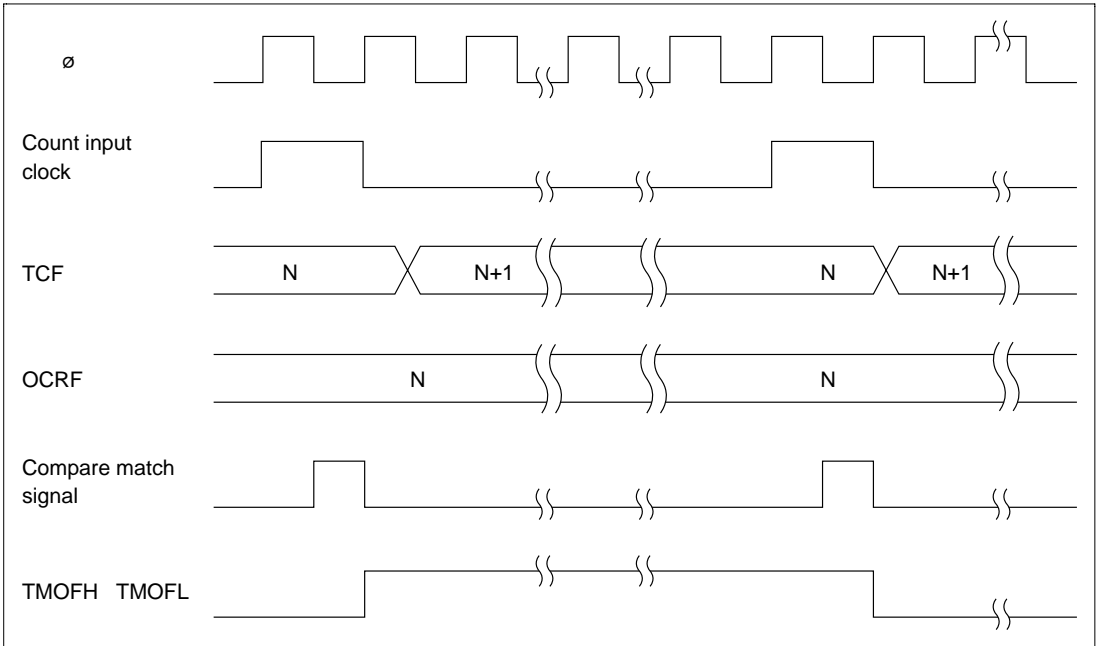 ø
Count input
clock
TCF N N+1 N N+1
OCRF N N
Compare match
signal
TMOFH TMOFL